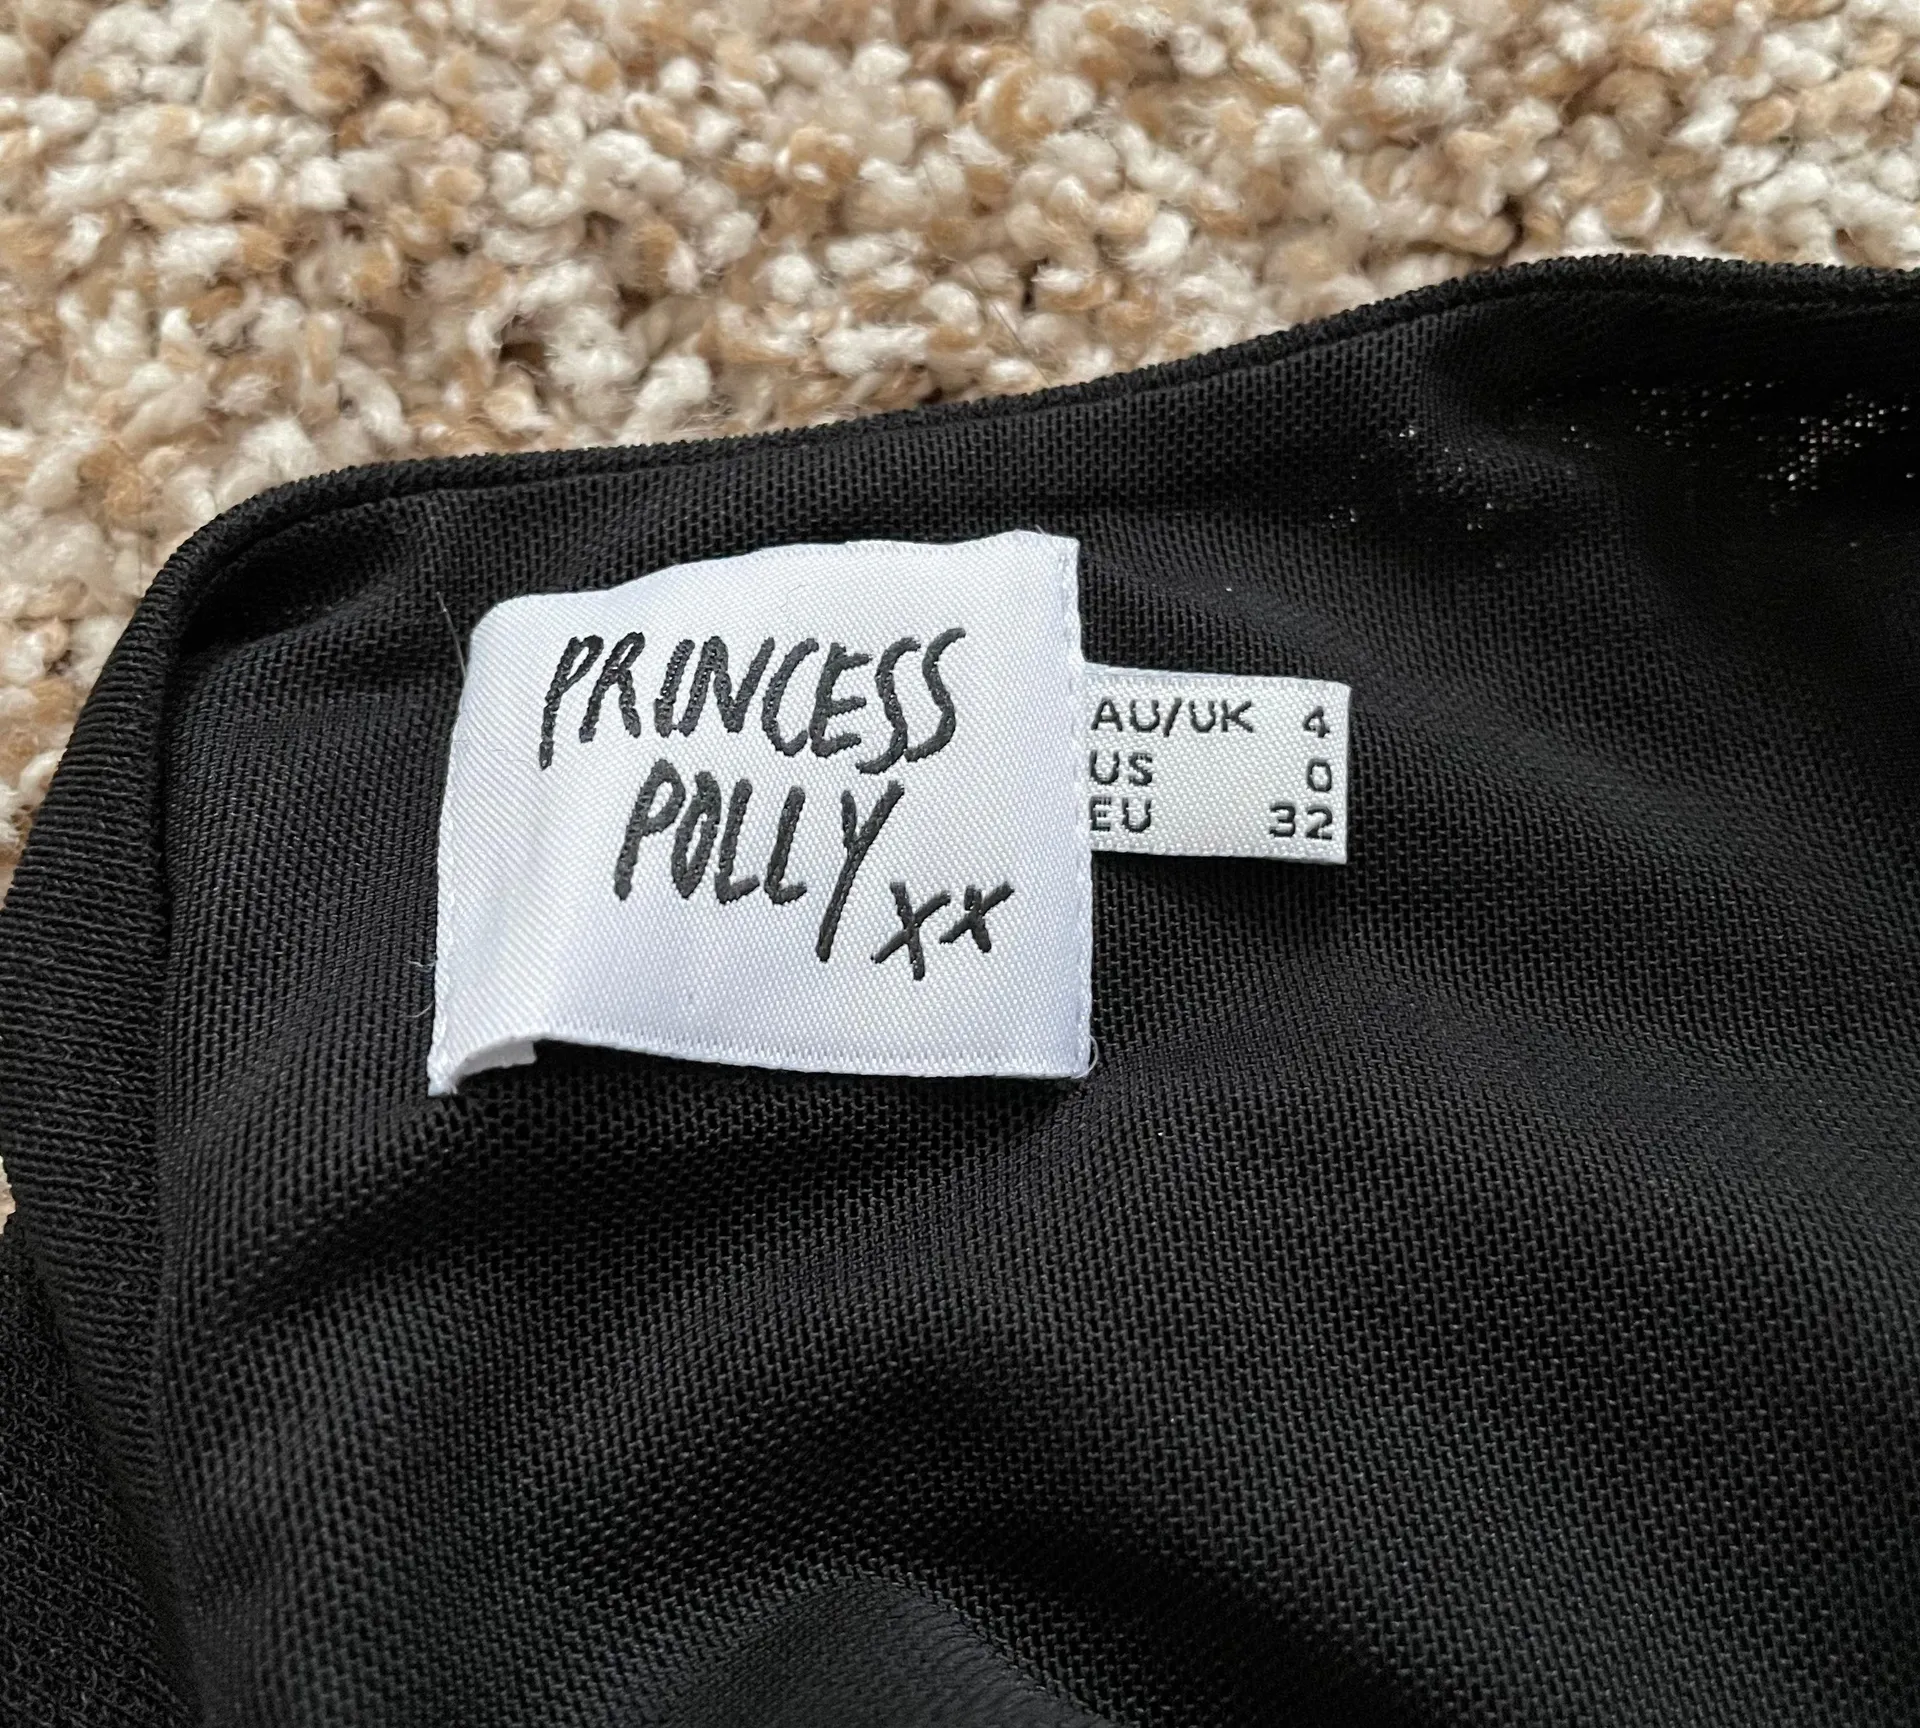 PRINCESS
POLLY xx
AU/UK 4
US 0
EU 32